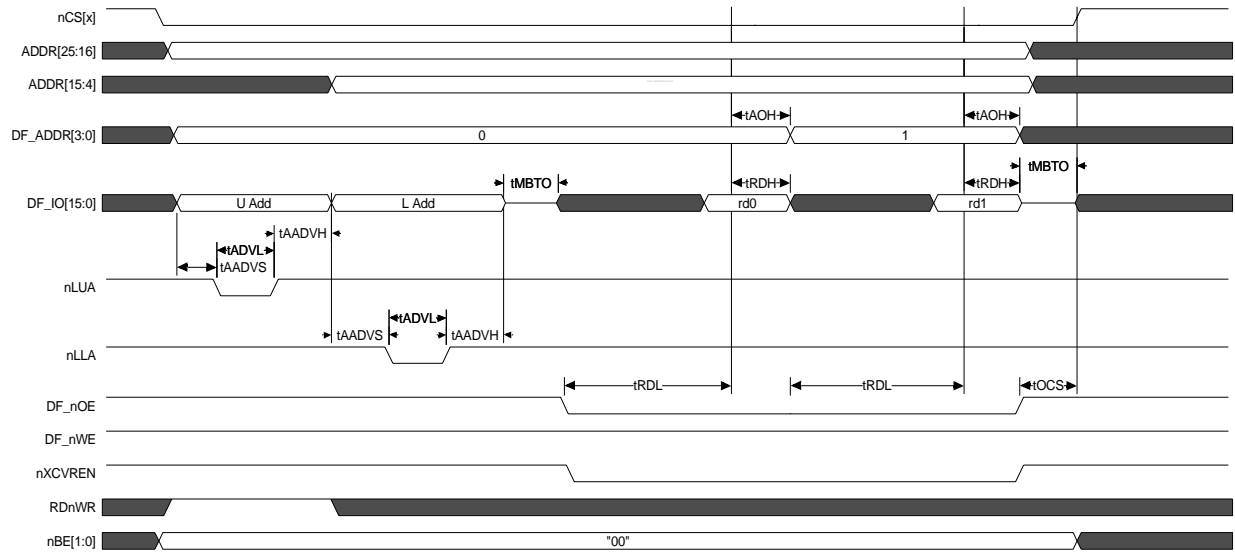 nCS[x]
ADDR[25:16]
ADDR[15:4]
tAOH tAOH
DF_ADDR[3:0] 0 1
tMBTO tMBTO
tRDH tRDH
DF_IO[15:0] U Add L Add rd0 rd1
tAADVH
tADVL
tAADVS
nLUA
tADVL
tAADVS tAADVH
nLLA
tRDL tRDL tOCS
DF_nOE
DF_nWE
nXCVREN
RDnWR
nBE[1:0] "00"